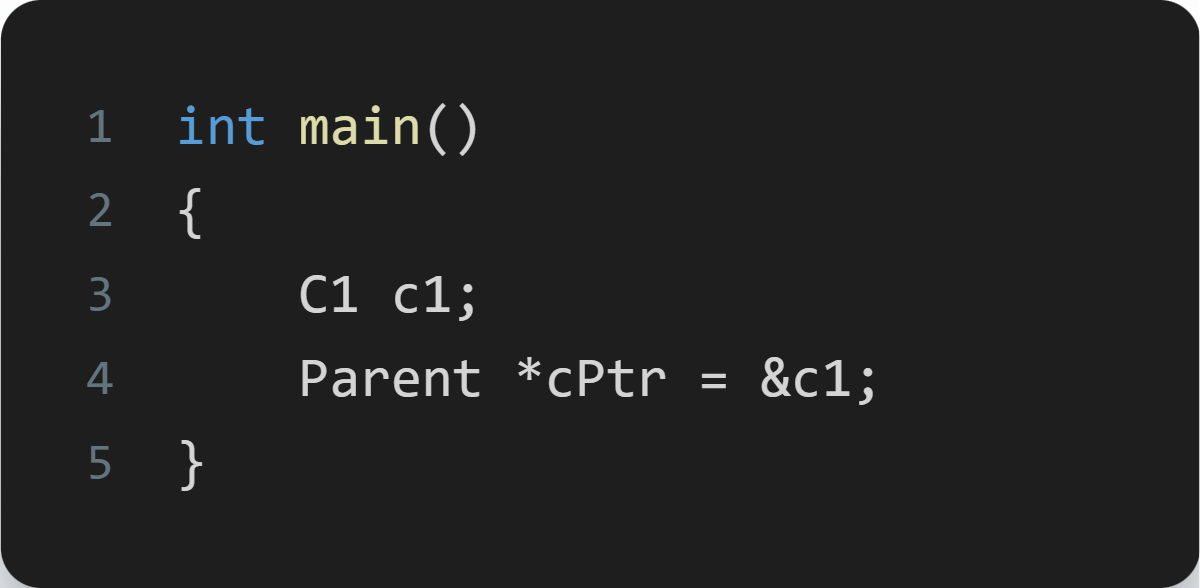 1 int main()
2 {
3     C1 c1;
4     Parent *cPtr = &c1;
5 }